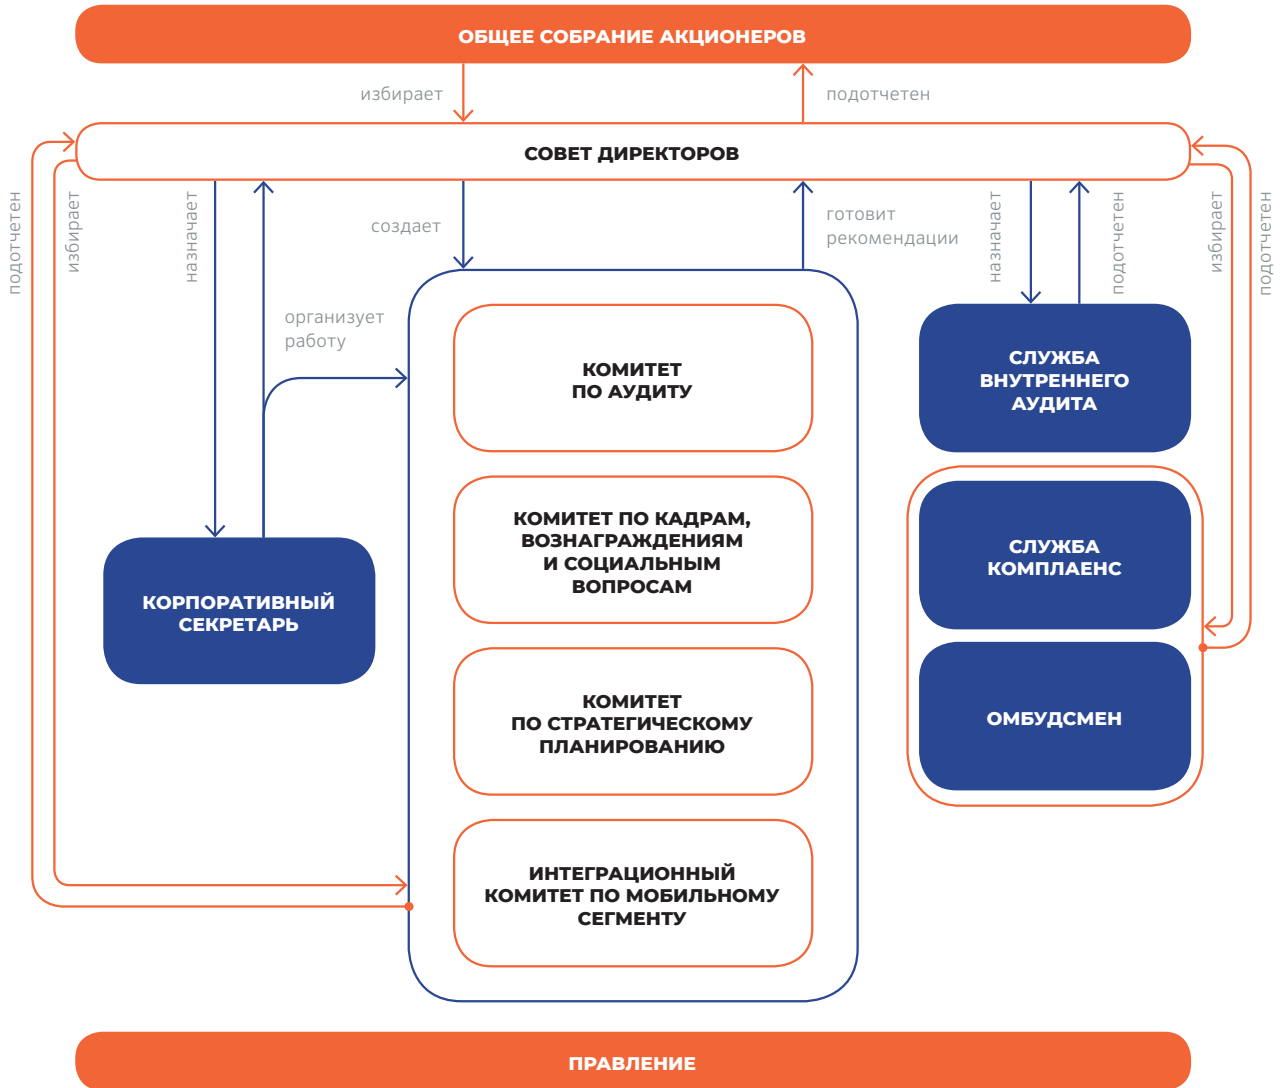 ОБЩЕЕ СОБРАНИЕ АКЦИОНЕРОВ
избирает
подотчетен
СОВЕТ ДИРЕКТОРОВ
подотчетен
избирает
назначает
создает
готовит
рекомендации
назначает
подотчетен
избирает
подотчетен
организует
работу
КОМИТЕТ
ПО АУДИТУ
СЛУЖБА
ВНУТРЕННЕГО
АУДИТА
КОМИТЕТ ПО КАДРАМ,
ВОЗНАГРАЖДЕНИЯМ
И СОЦИАЛЬНЫМ
ВОПРОСАМ
СЛУЖБА
КОМПЛАЕНС
КОРПОРАТИВНЫЙ
СЕКРЕТАРЬ
КОМИТЕТ
ПО СТРАТЕГИЧЕСКОМУ
ПЛАНИРОВАНИЮ
ОМБУДСМЕН
ИНТЕГРАЦИОННЫЙ
КОМИТЕТ ПО МОБИЛЬНОМУ
СЕГМЕНТУ
ПРАВЛЕНИЕ